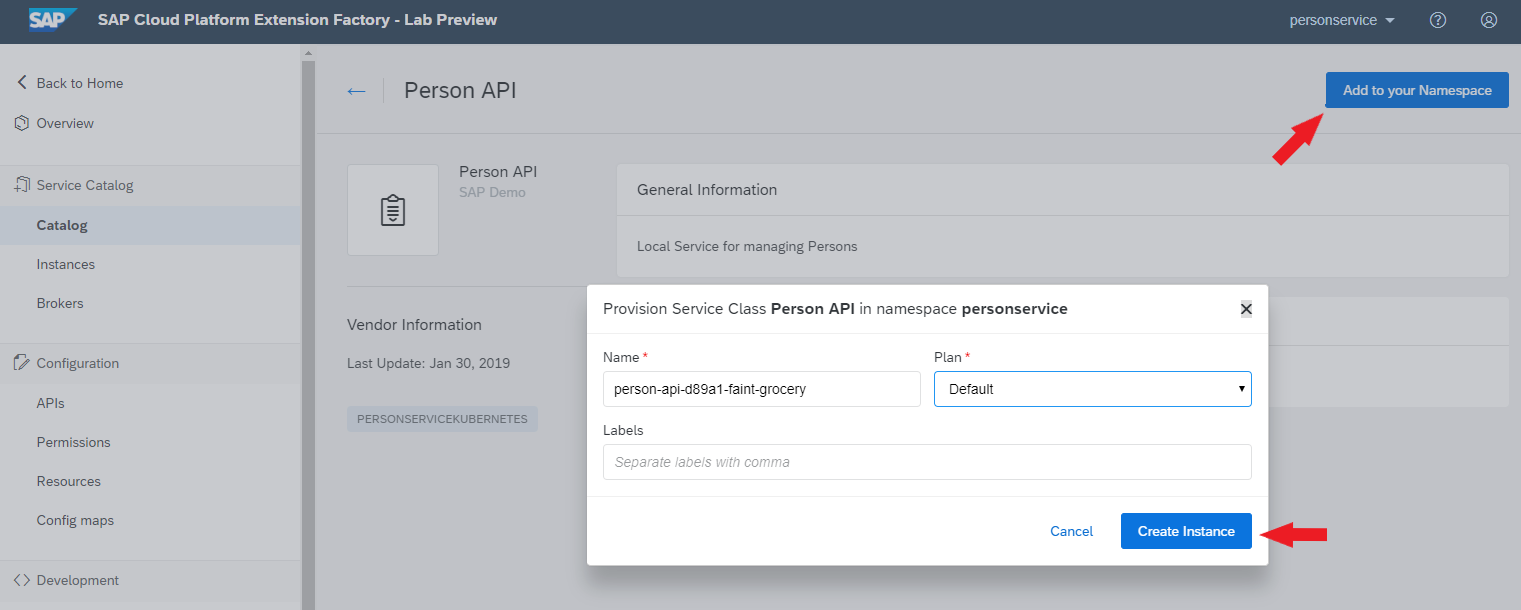 SAP SAP Cloud Platform Extension Factory - Lab Preview personservice
Back to Home
Overview
Service Catalog
Catalog
Instances
Brokers
Configuration
APIs
Permissions
Resources
Config maps
Development
Person API Add to your Namespace
Person API
SAP Demo
General Information
Local Service for managing Persons
Vendor Information
Last Update: Jan 30, 2019
PERSONSERVICEKUBERNETES
Provision Service Class Person API in namespace personservice
Name * Plan *
person-api-d89a1-faint-grocery Default
Labels
Separate labels with comma
Cancel Create Instance